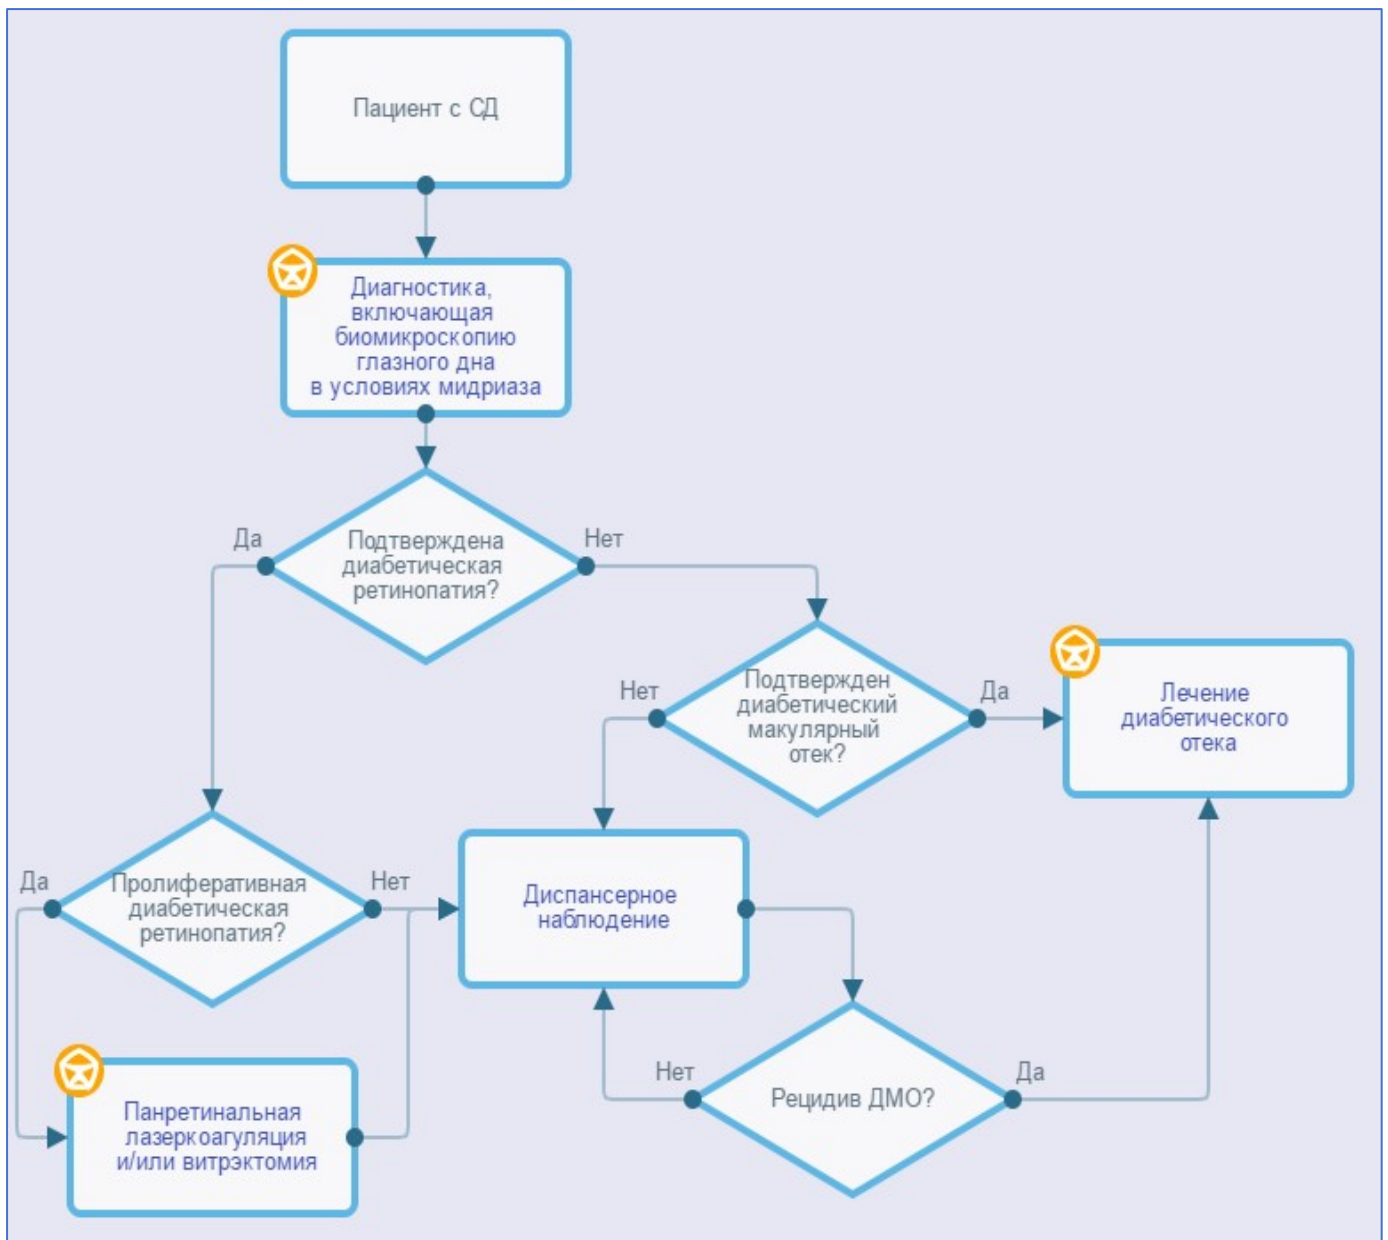 Пациент с СД
Диагностика,
включающая
биомикроскопию
глазного дна
в условиях мидриаза
Да
Подтверждена
диабетическая
ретинопатия?
Нет
Нет
Подтвержден
диабетический
макулярный
отек?
Да
Лечение
диабетического
отека
Да
Пролиферативная
диабетическая
ретинопатия?
Нет
Диспансерное
наблюдение
Нет
Рецидив ДМО?
Да
Панретинальная
лазеркоагуляция
и/или витрэктомия